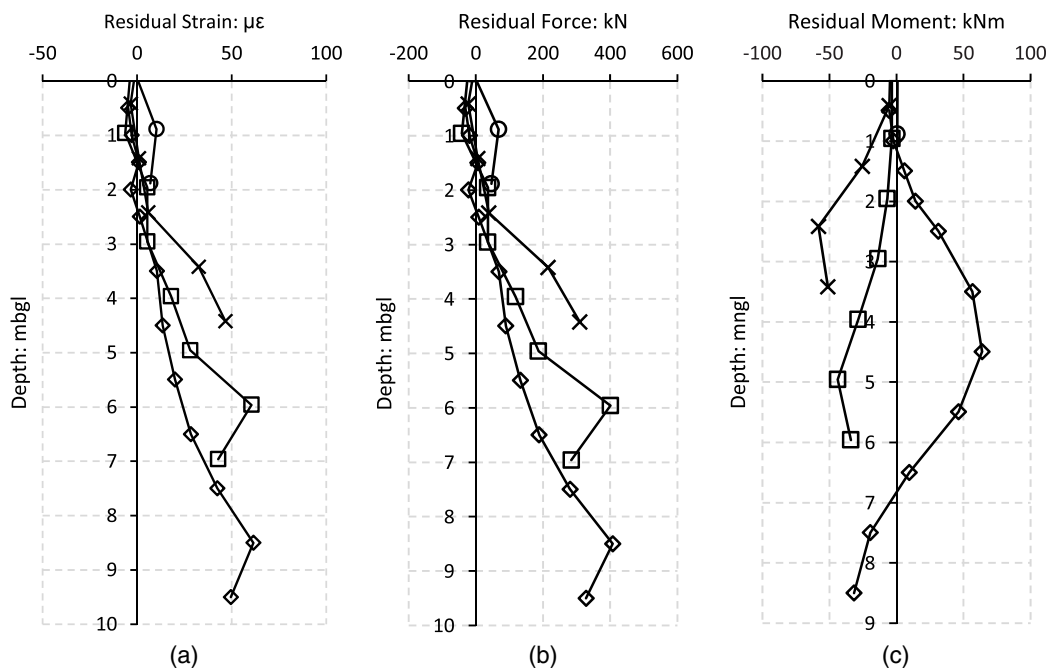 Residual Strain: με
-50 0 50 100
0
1
2
3
4
5
6
7
8
9
10
Depth: mbgl
(a)
Residual Force: kN
-200 0 200 400 600
0
1
2
3
4
5
6
7
8
9
10
Depth: mbgl
(b)
Residual Moment: kNm
-100 -50 0 50 100
0
1
2
3
4
5
6
7
8
9
Depth: mngl
(c)